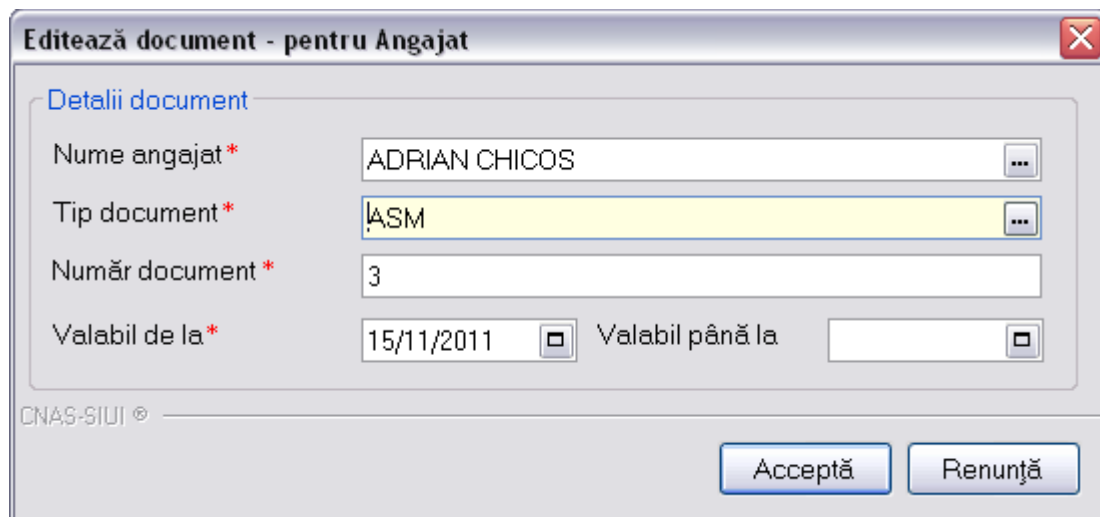 Editează document - pentru Angajat
Detalii document
Nume angajat* ADRIAN CHICOS ...
Tip document* ASM ...
Număr document * 3
Valabil de la* 15/11/2011 Valabil până la
CNAS-SIUI ®
Acceptă Renunţă